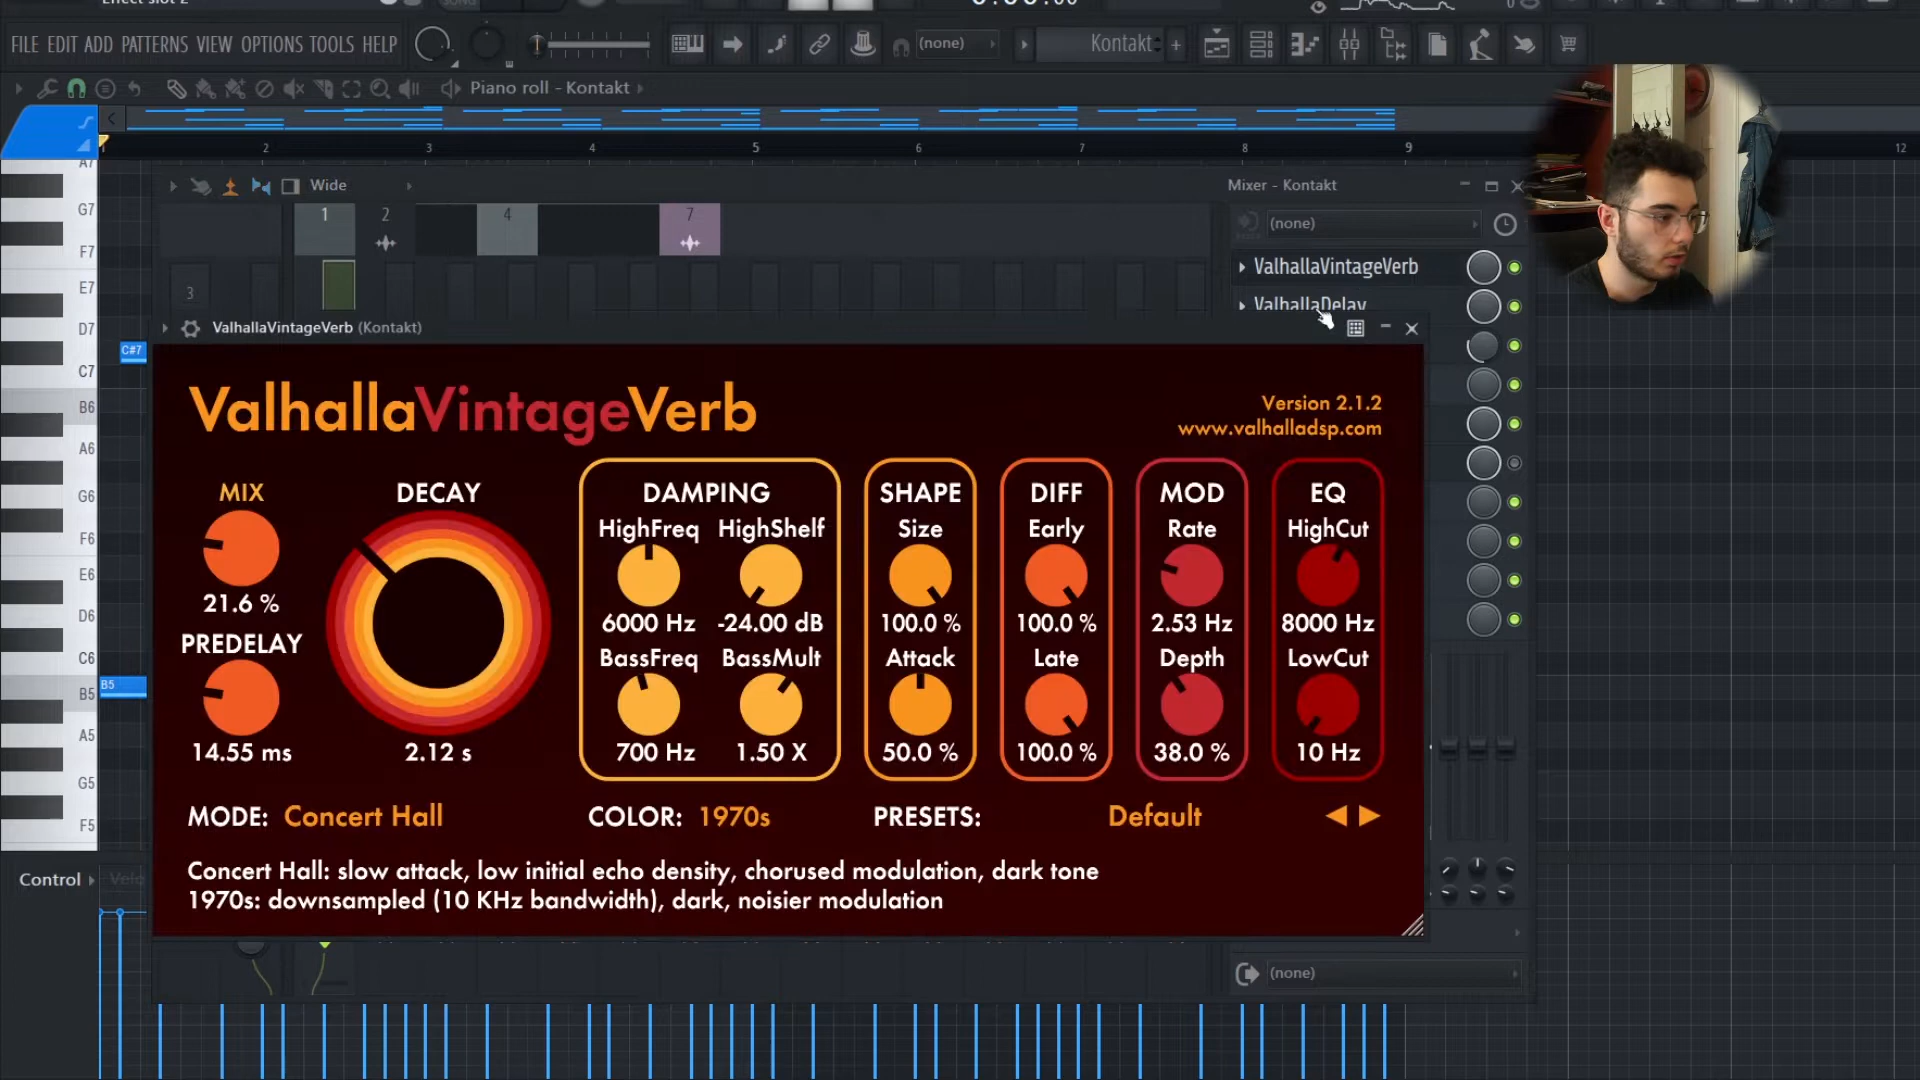 Effect slot 2
SONG
FILE EDIT ADD PATTERNS VIEW OPTIONS TOOLS HELP
(none)
Kontakt
+
Piano roll - Kontakt
2 3 4 5 6 7 8 9 12
A7
G7
F7
E7
D7
C7
B6
A6
G6
F6
E6
D6
C6
B5
A5
G5
F5
C#7
B5
Wide
1 2 4 7
3
Mixer - Kontakt
(none)
ValhallaVintageVerb
ValhallaDelay
ValhallaVintageVerb (Kontakt)
ValhallaVintageVerb
Version 2.1.2
www.valhalladsp.com
MIX
21.6 %
PREDELAY
14.55 ms
DECAY
2.12 s
DAMPING
HighFreq HighShelf
6000 Hz -24.00 dB
BassFreq BassMult
700 Hz 1.50 X
SHAPE
Size
100.0 %
Attack
50.0 %
DIFF
Early
100.0 %
Late
100.0 %
MOD
Rate
2.53 Hz
Depth
38.0 %
EQ
HighCut
8000 Hz
LowCut
10 Hz
MODE: Concert Hall
COLOR: 1970s
PRESETS: Default
Concert Hall: slow attack, low initial echo density, chorused modulation, dark tone
1970s: downsampled (10 KHz bandwidth), dark, noisier modulation
Control
(none)